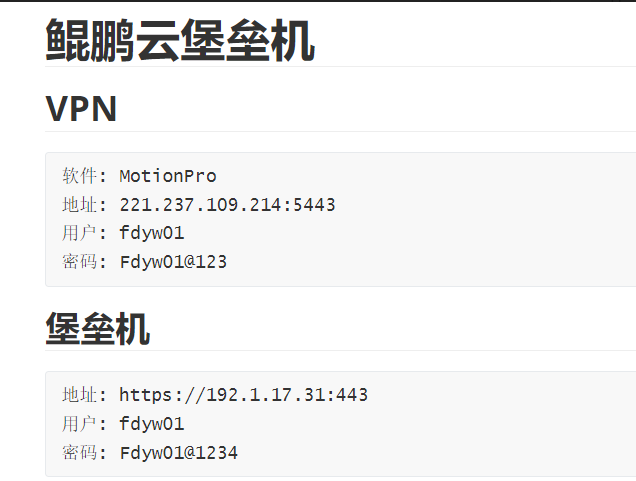 鲲鹏云堡垒机
VPN
软件: MotionPro
地址: 221.237.109.214:5443
用户: fdyw01
密码: Fdyw01@123
堡垒机
地址: https://192.1.17.31:443
用户: fdyw01
密码: Fdyw01@1234